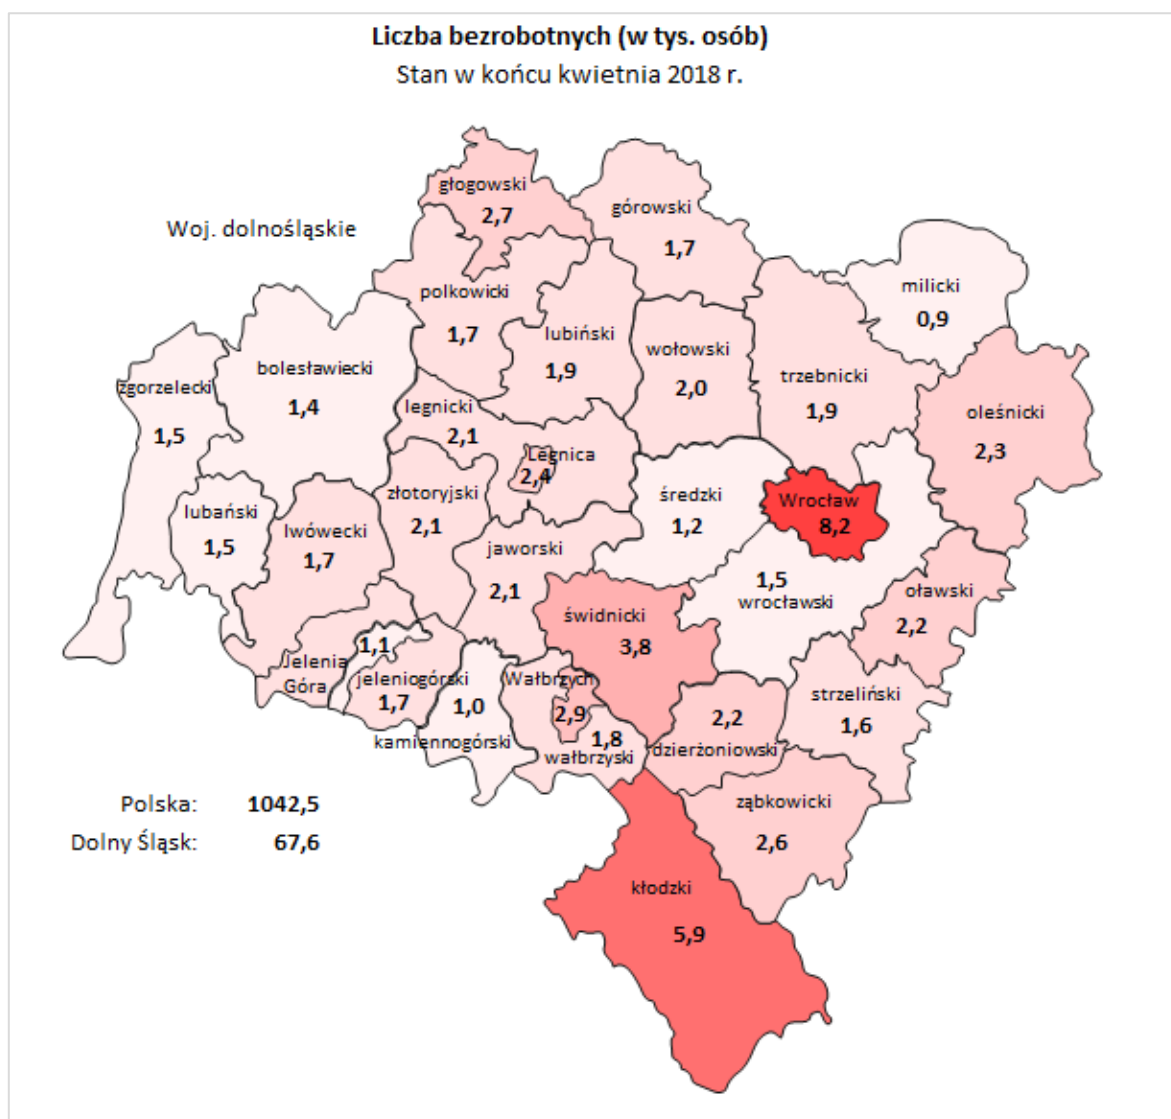 Liczba bezrobotnych (w tys. osób)
Stan w końcu kwietnia 2018 r.
Woj. dolnośląskie
głogowski
2,7
górowski
1,7
milicki
0,9
polkowicki
1,7
lubiński
1,9
wołowski
2,0
trzebnicki
1,9
bolesławiecki
1,4
zgorzelecki
1,5
legnicki
2,1
oleśnicki
2,3
Legnica
2,4
złotoryjski
2,1
średzki
1,2
Wrocław
8,2
lubański
1,5
lwówecki
1,7
jaworski
2,1
1,5
wrocławski
oławski
2,2
świdnicki
3,8
1,1
Jelenia
Góra
jeleniogórski
1,7
1,0
kamiennogórski
Wałbrzych
2,9
1,8
wałbrzyski
2,2
dzierżoniowski
strzeliński
1,6
ząbkowicki
2,6
kłodzki
5,9
Polska: 1042,5
Dolny Śląsk: 67,6